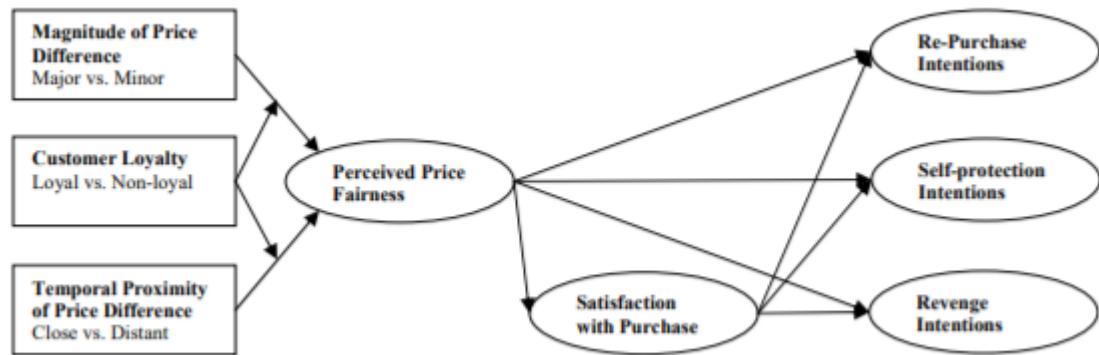 Magnitude of Price
Difference
Major vs. Minor
Customer Loyalty
Loyal vs. Non-loyal
Temporal Proximity
of Price Difference
Close vs. Distant
Perceived Price
Fairness
Satisfaction
with Purchase
Re-Purchase
Intentions
Self-protection
Intentions
Revenge
Intentions